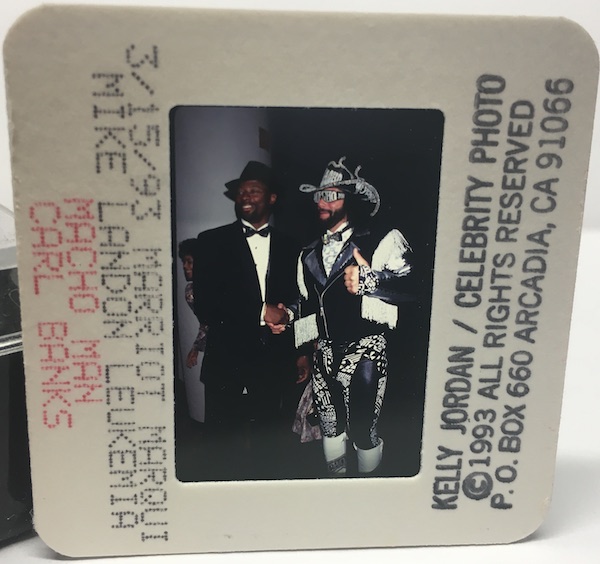 3/15/93 MARRIOT MARQUI
MIKE LANDON LEUKEMIA
MACHO MAN
CARL BANKS
KELLY JORDAN / CELEBRITY PHOTO
©1993 ALL RIGHTS RESERVED
P.O. BOX 660 ARCADIA, CA 91066